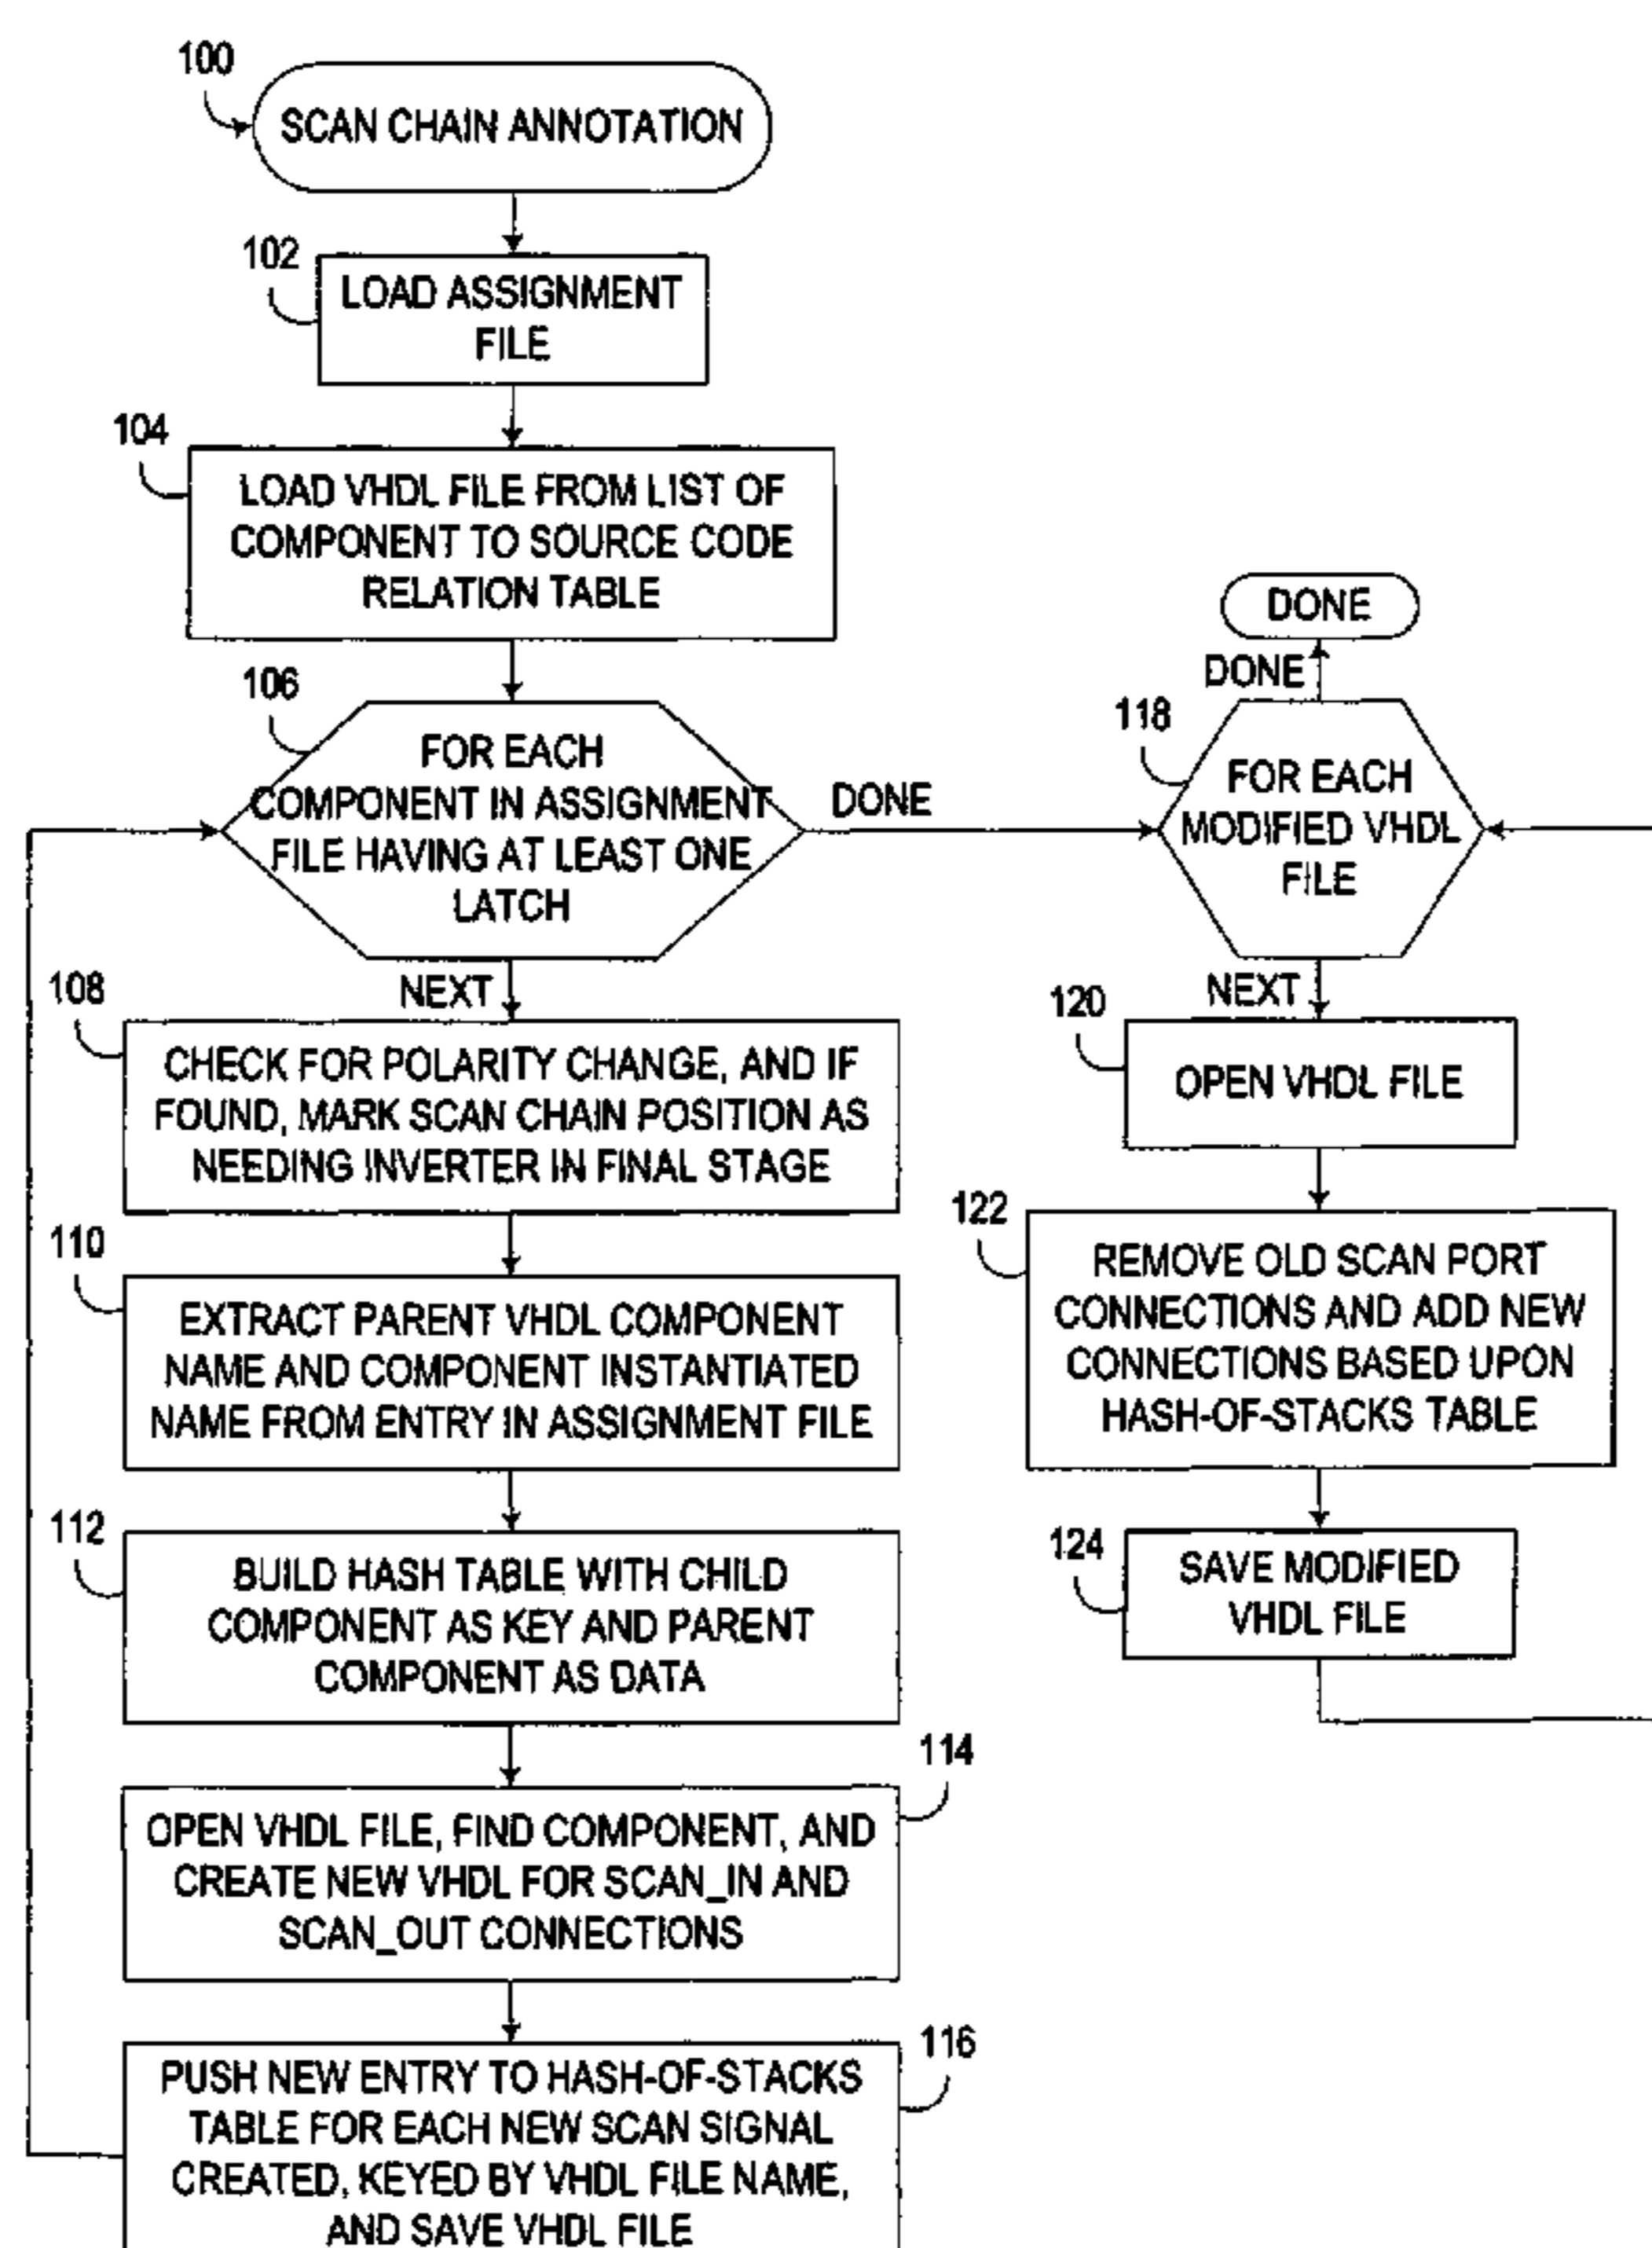 100
SCAN CHAIN ANNOTATION
102
LOAD ASSIGNMENT
FILE
104
LOAD VHDL FILE FROM LIST OF
COMPONENT TO SOURCE CODE
RELATION TABLE
106
FOR EACH
COMPONENT IN ASSIGNMENT
FILE HAVING AT LEAST ONE
LATCH
DONE
NEXT
108
CHECK FOR POLARITY CHANGE, AND IF
FOUND, MARK SCAN CHAIN POSITION AS
NEEDING INVERTER IN FINAL STAGE
110
EXTRACT PARENT VHDL COMPONENT
NAME AND COMPONENT INSTANTIATED
NAME FROM ENTRY IN ASSIGNMENT FILE
112
BUILD HASH TABLE WITH CHILD
COMPONENT AS KEY AND PARENT
COMPONENT AS DATA
114
OPEN VHDL FILE, FIND COMPONENT, AND
CREATE NEW VHDL FOR SCAN_IN AND
SCAN_OUT CONNECTIONS
116
PUSH NEW ENTRY TO HASH-OF-STACKS
TABLE FOR EACH NEW SCAN SIGNAL
CREATED, KEYED BY VHDL FILE NAME,
AND SAVE VHDL FILE
DONE
DONE
118
FOR EACH
MODIFIED VHDL
FILE
NEXT
120
OPEN VHDL FILE
122
REMOVE OLD SCAN PORT
CONNECTIONS AND ADD NEW
CONNECTIONS BASED UPON
HASH-OF-STACKS TABLE
124
SAVE MODIFIED
VHDL FILE